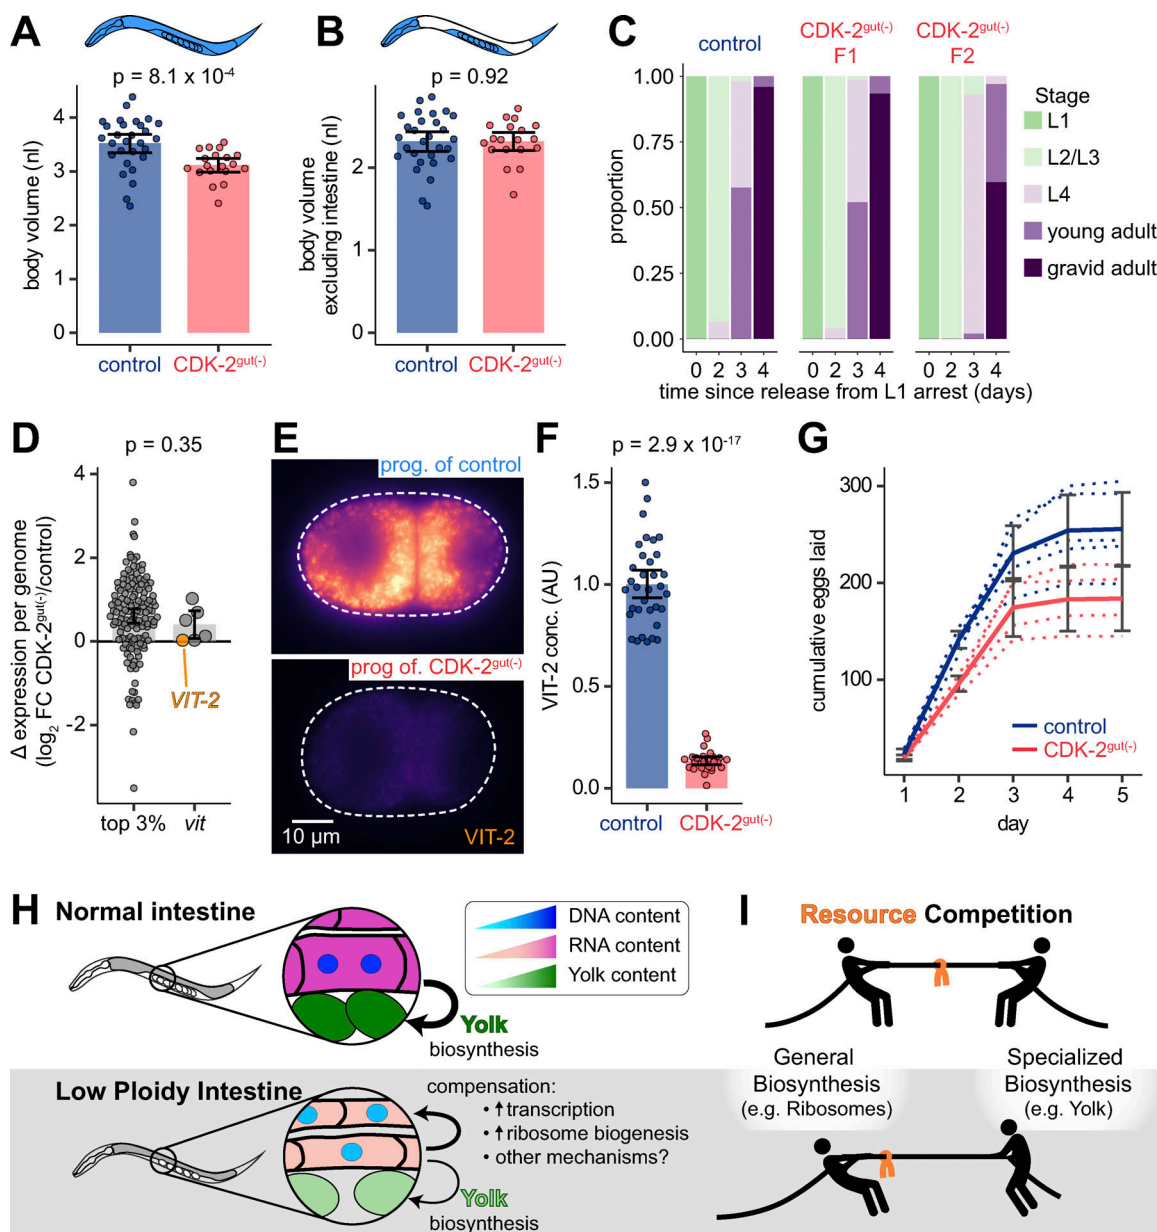 A
p = 8.1 x 10⁻⁴
body volume (nl)
4
3
2
1
0
control
CDK-2ᵍᵘᵗ⁽⁻⁾
B
p = 0.92
body volume
excluding intestine (nl)
2
1
0
control
CDK-2ᵍᵘᵗ⁽⁻⁾
C
control
CDK-2ᵍᵘᵗ⁽⁻⁾
F1
CDK-2ᵍᵘᵗ⁽⁻⁾
F2
proportion
1.00
0.75
0.50
0.25
0.00
0 2 3 4
0 2 3 4
0 2 3 4
time since release from L1 arrest (days)
Stage
L1
L2/L3
L4
young adult
gravid adult
D
p = 0.35
Δ expression per genome
(log₂ FC CDK-2ᵍᵘᵗ⁽⁻⁾/control)
4
2
0
-2
VIT-2
top 3%
vit
E
prog. of control
prog of. CDK-2ᵍᵘᵗ⁽⁻⁾
10 µm
VIT-2
F
p = 2.9 x 10⁻¹⁷
VIT-2 conc. (AU)
1.5
1.0
0.5
0.0
control
CDK-2ᵍᵘᵗ⁽⁻⁾
G
cumulative eggs laid
300
200
100
control
CDK-2ᵍᵘᵗ⁽⁻⁾
1 2 3 4 5
day
H
Normal intestine
DNA content
RNA content
Yolk content
Yolk
biosynthesis
Low Ploidy Intestine
compensation:
• ↑transcription
• ↑ribosome biogenesis
• other mechanisms?
Yolk
biosynthesis
I
Resource Competition
General
Biosynthesis
(e.g. Ribosomes)
Specialized
Biosynthesis
(e.g. Yolk)